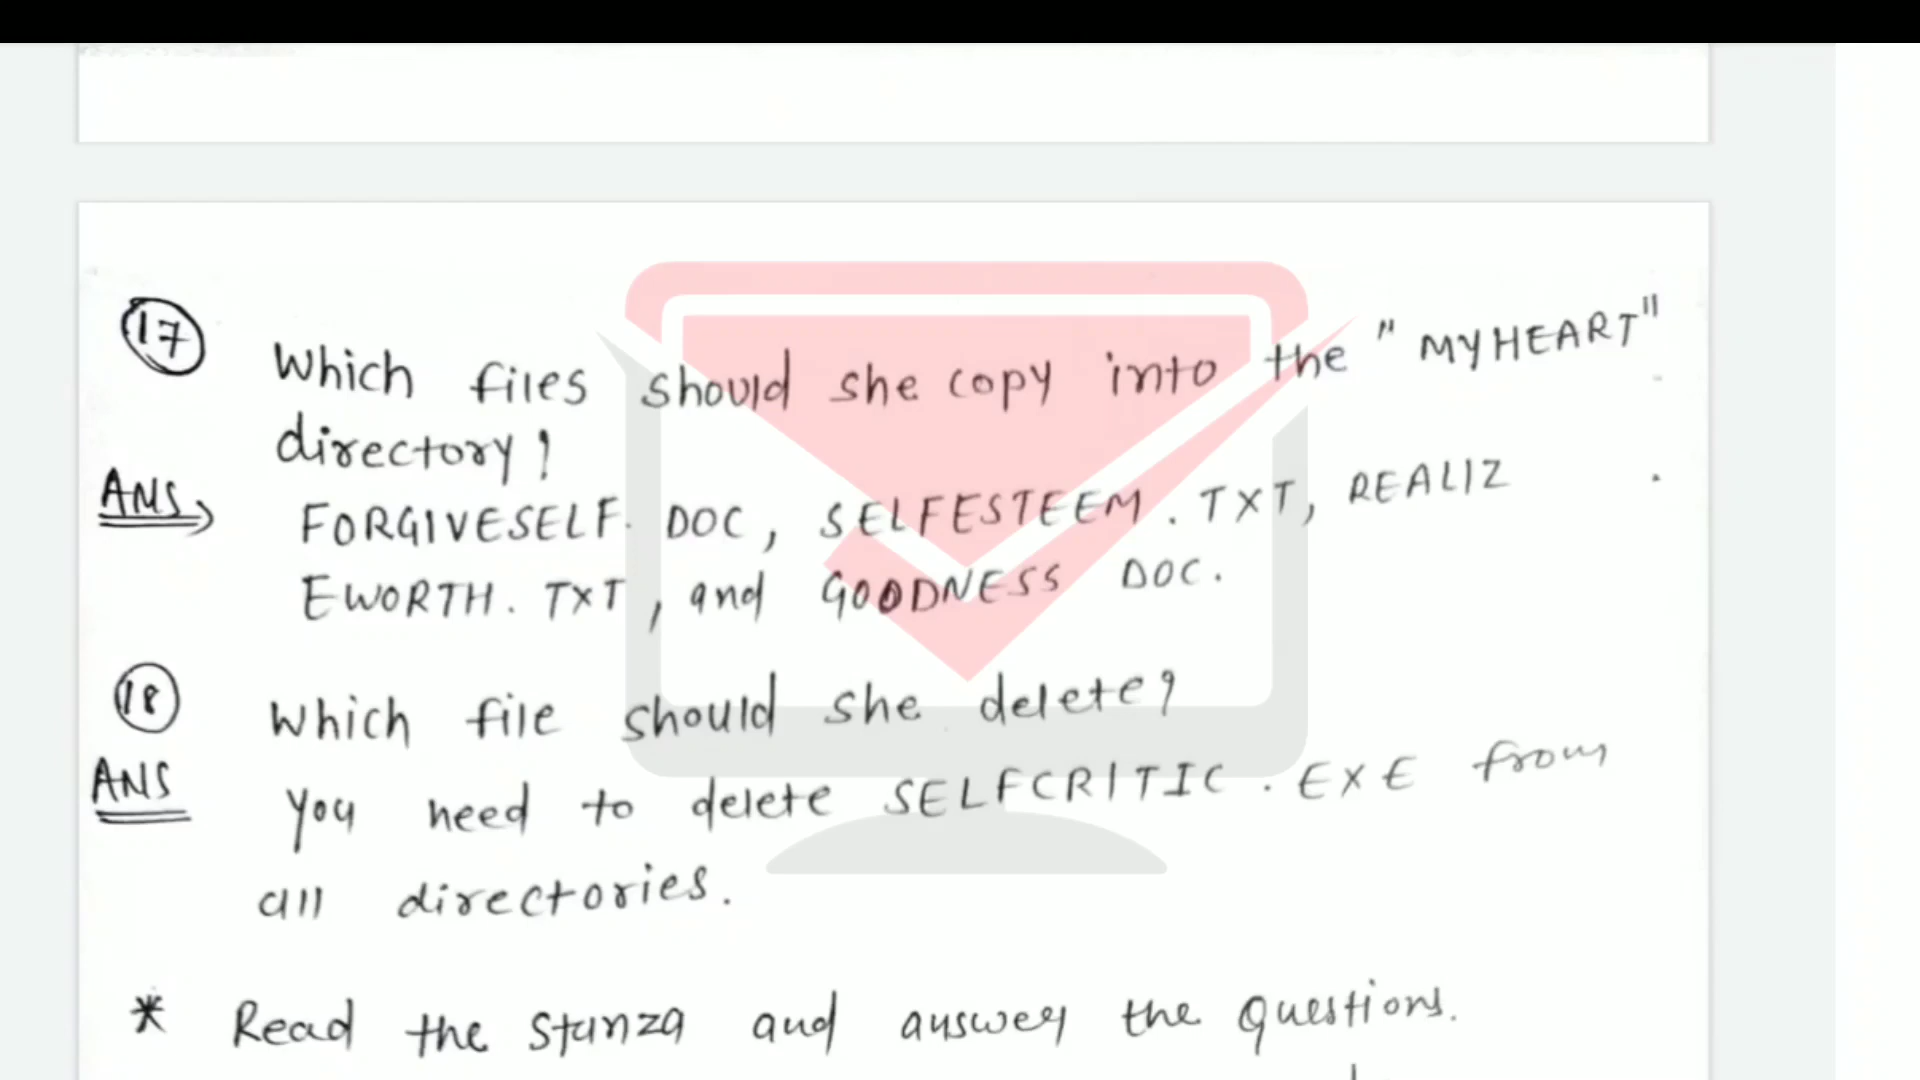 17 Which files should she copy into the "MYHEART"
directory?
ANS FORGIVESELF. DOC, SELFESTEEM. TXT, REALIZ
EWORTH. TXT, and GOODNESS DOC.
18 Which file should she delete?
ANS You need to delete SELFCRITIC. EXE from
all directories.
* Read the stanza and answer the questions.